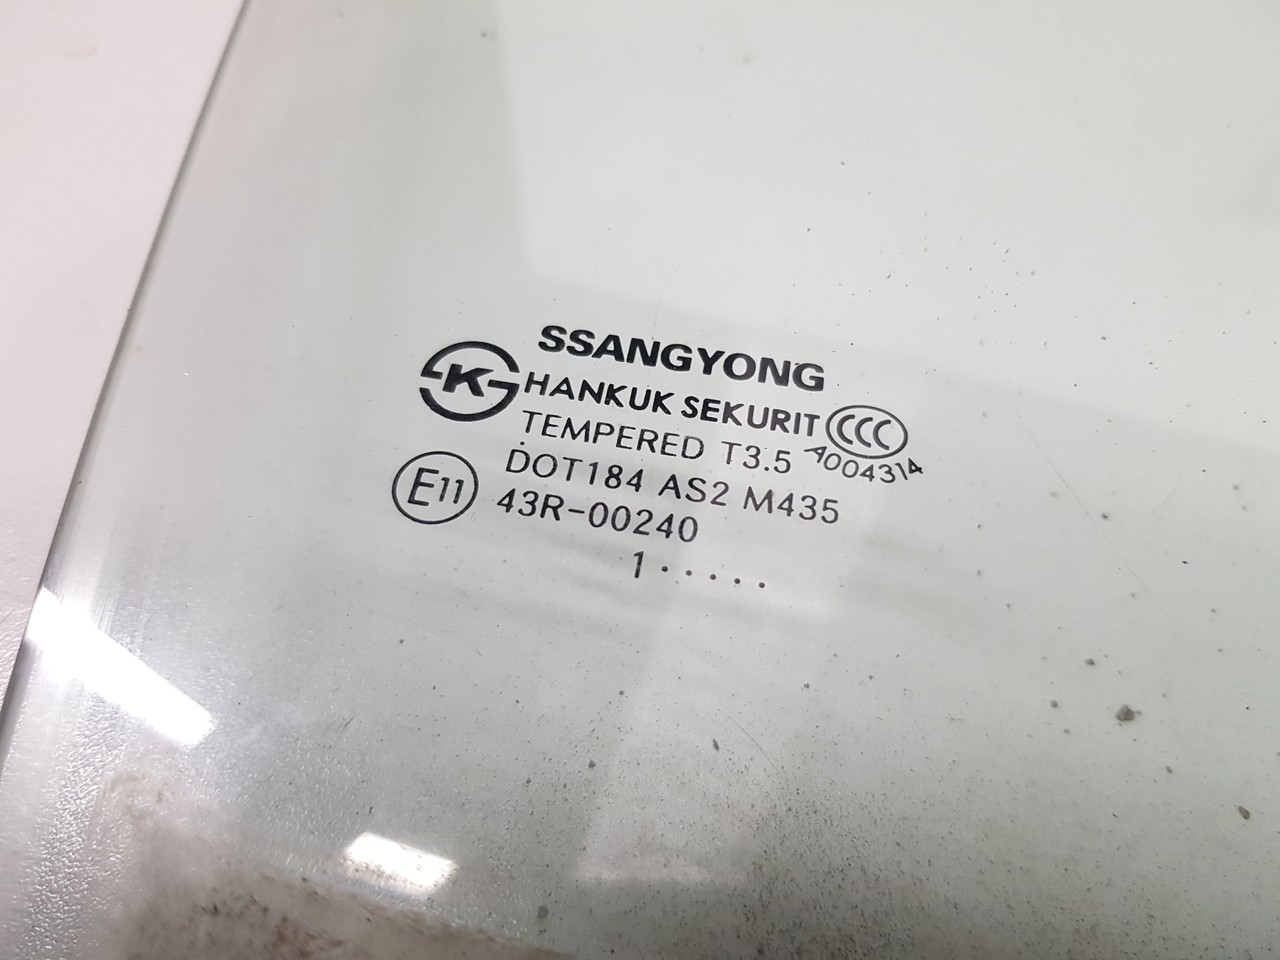 SSANGYONG
K HANKUK SEKURIT CCC
TEMPERED T3.5 A004314
DOT184 AS2 M435
E11 43R-00240
1 · · · · ·